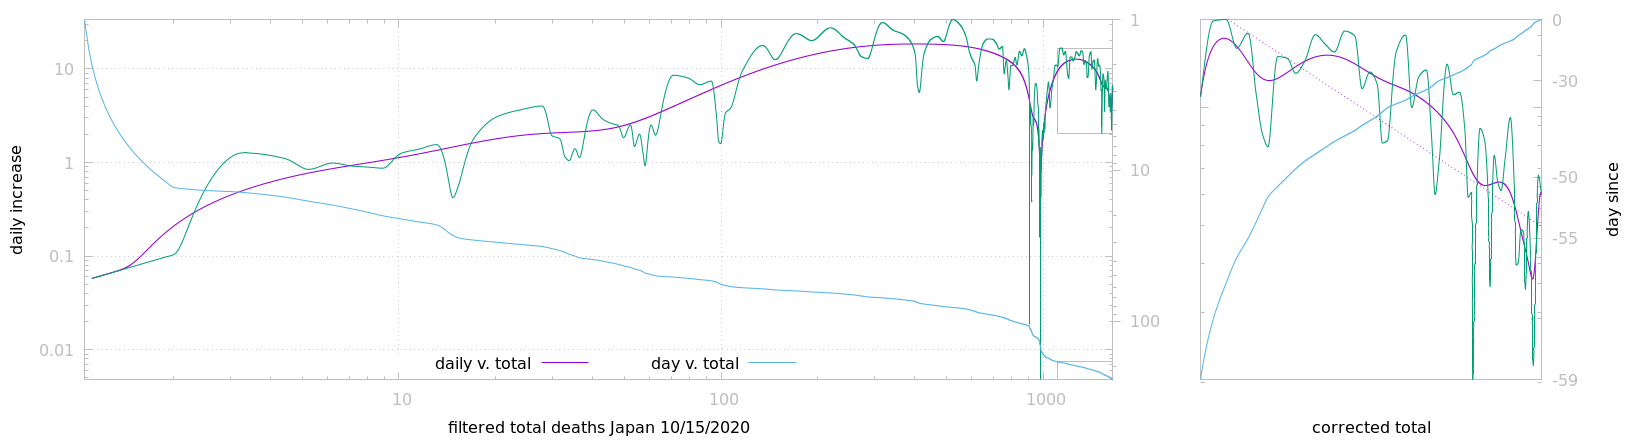 daily increase
10
1
0.1
0.01
daily v. total
day v. total
10
100
1000
filtered total deaths Japan 10/15/2020
1
10
100
0
-30
-50
-55
-59
day since
corrected total